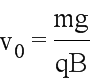 v₀ = mg/qB